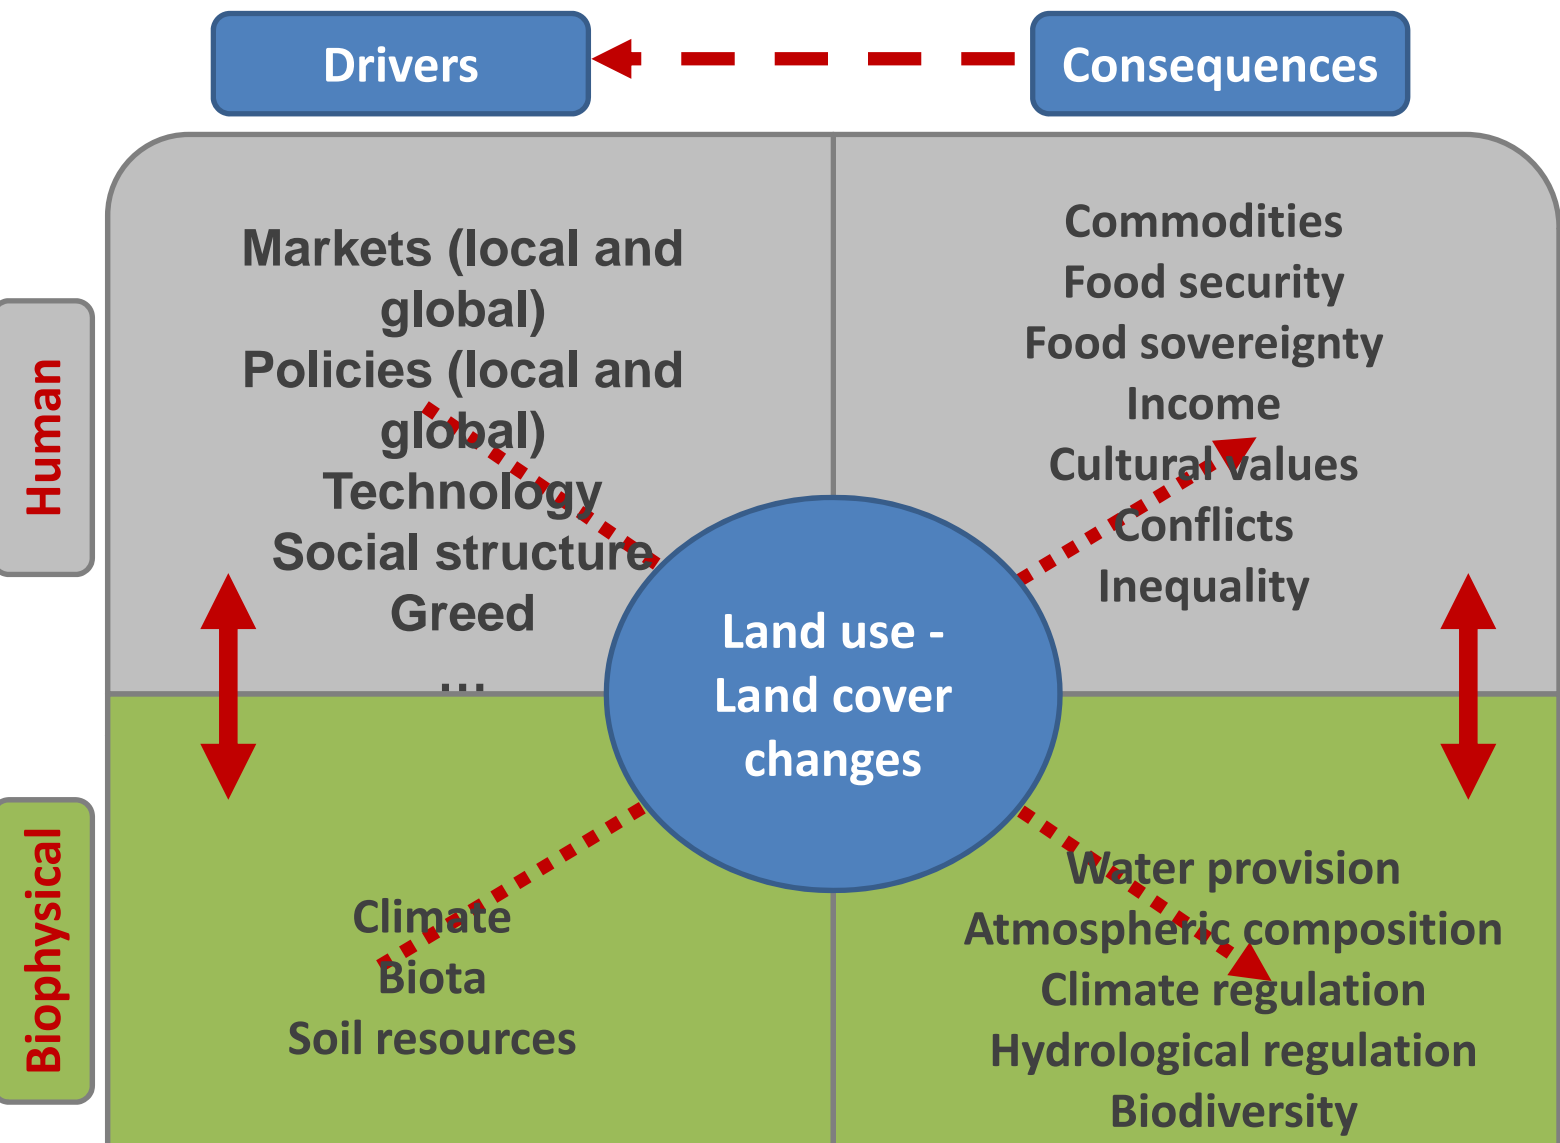 Drivers
Consequences
Human
Markets (local and
global)
Policies (local and
global)
Technology
Social structure
Greed
...
Commodities
Food security
Food sovereignty
Income
Cultural values
Conflicts
Inequality
Land use -
Land cover
changes
Biophysical
Climate
Biota
Soil resources
Water provision
Atmospheric composition
Climate regulation
Hydrological regulation
Biodiversity